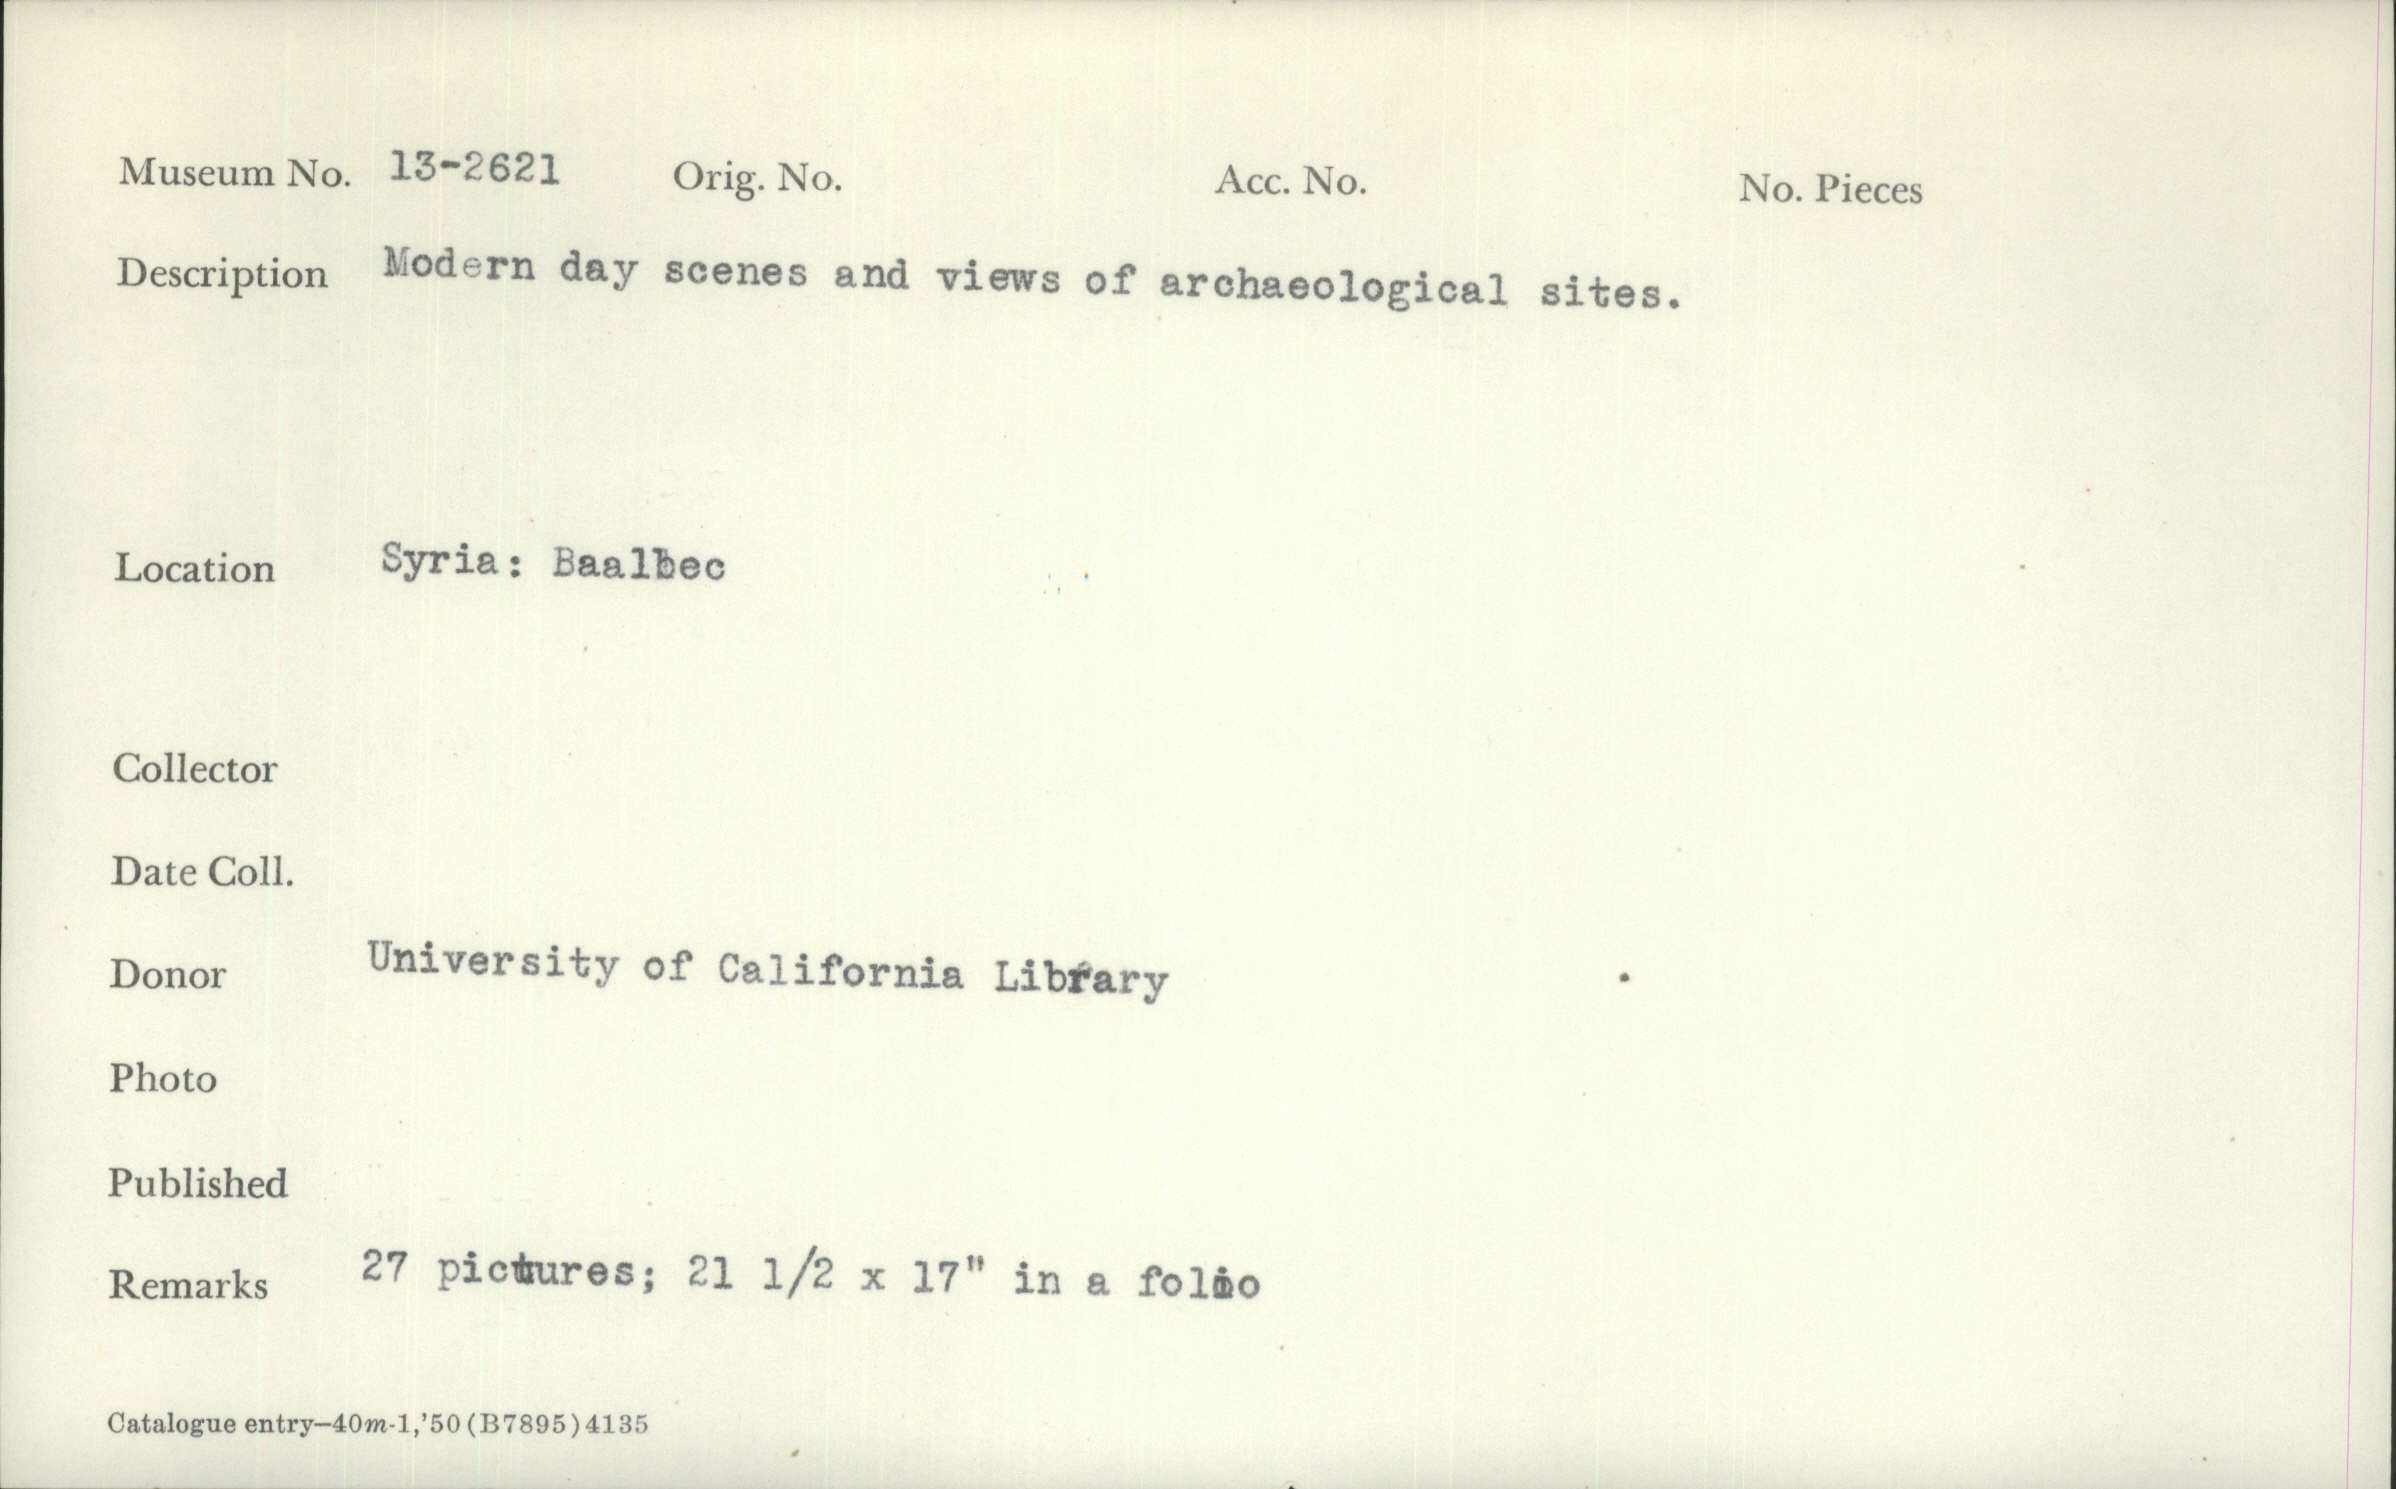 Museum No. 13-2621 Orig. No. Acc. No. No. Pieces
Description Modern day scenes and views of archaeological sites.
Location Syria: Baalbec
Collector
Date Coll.
Donor University of California Library
Photo
Published
Remarks 27 pictures; 21 1/2 x 17" in a folio
Catalogue entry—40m-1,'50(B7895)4135